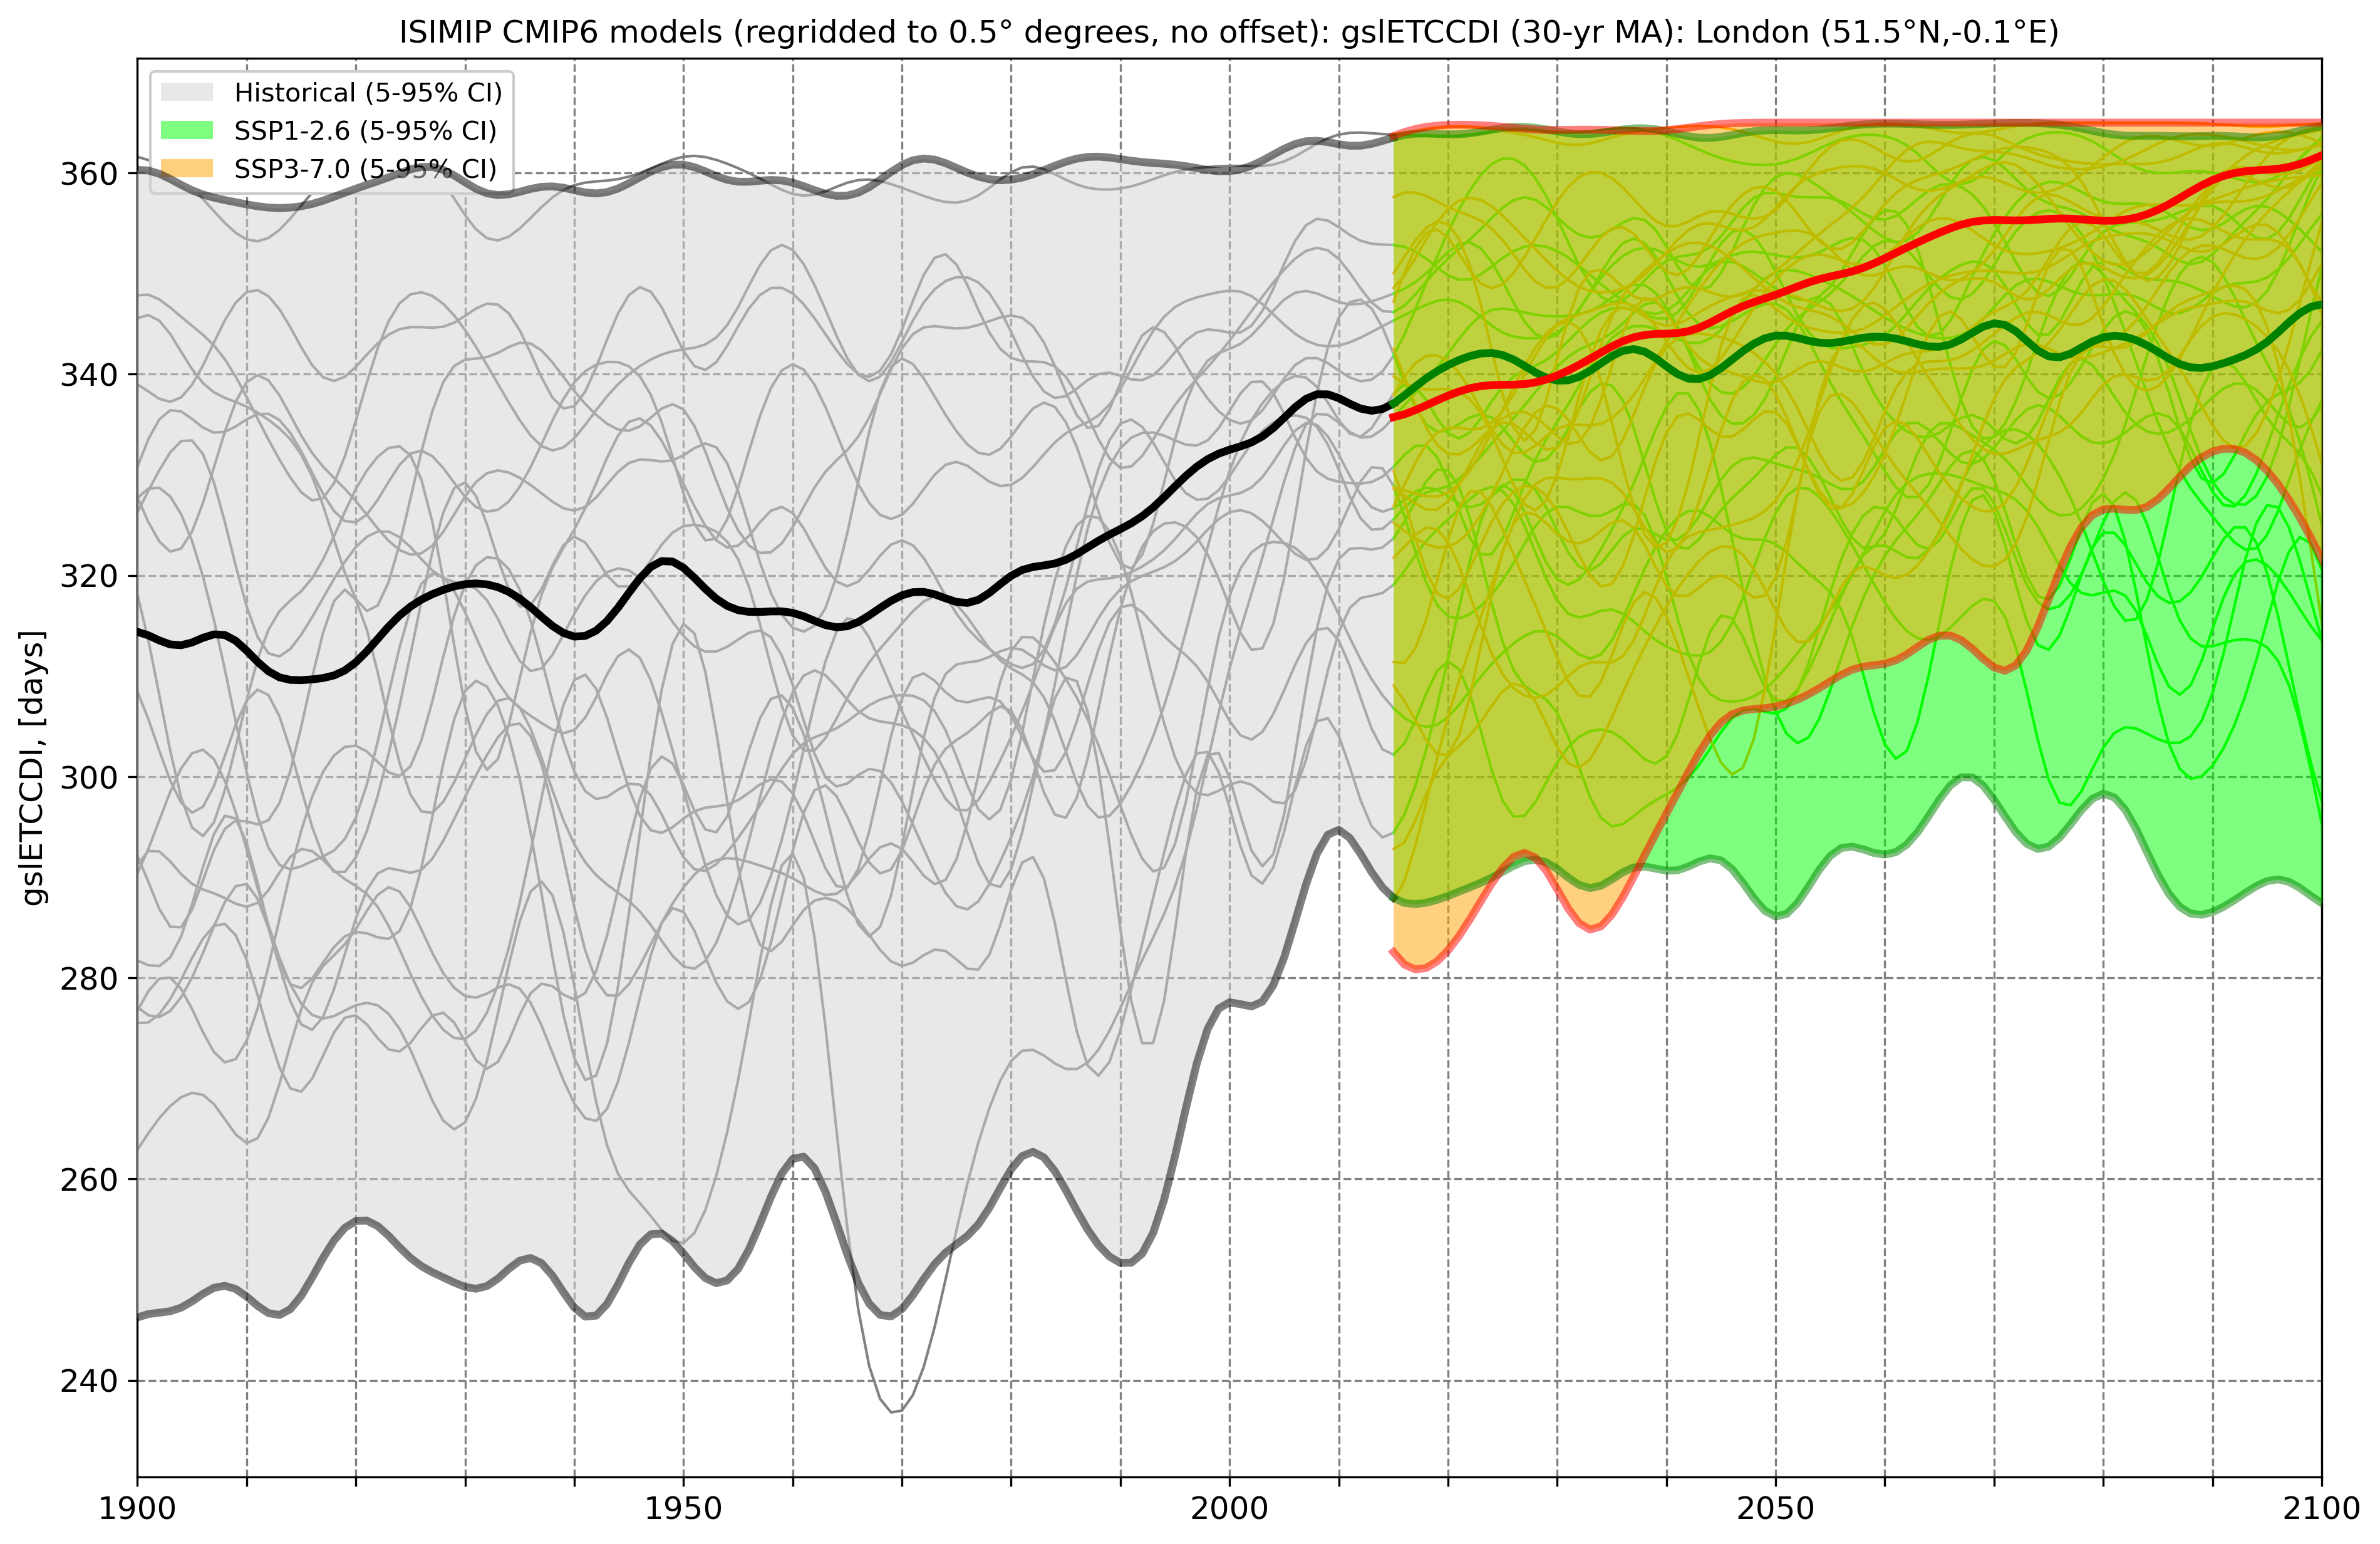 ISIMIP CMIP6 models (regridded to 0.5° degrees, no offset): gslETCCDI (30-yr MA): London (51.5°N,-0.1°E)
Historical (5-95% CI)
SSP1-2.6 (5-95% CI)
SSP3-7.0 (5-95% CI)
gslETCCDI, [days]
360
340
320
300
280
260
240
1900
1950
2000
2050
2100